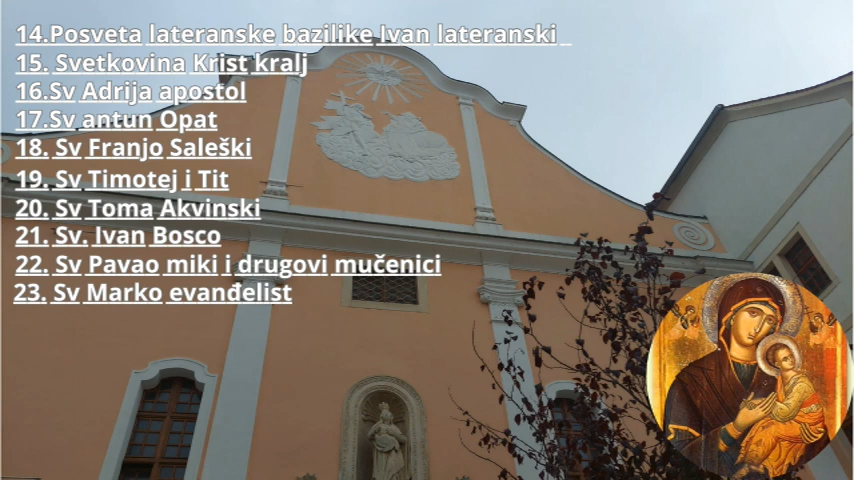 14.Posveta lateranske bazilike Ivan lateranski
15. Svetkovina Krist kralj
16.Sv Adrija apostol
17.Sv antun Opat
18. Sv Franjo Saleški
19. Sv Timotej i Tit
20. Sv Toma Akvinski
21. Sv. Ivan Bosco
22. Sv Pavao miki i drugovi mučenici
23. Sv Marko evanđelist